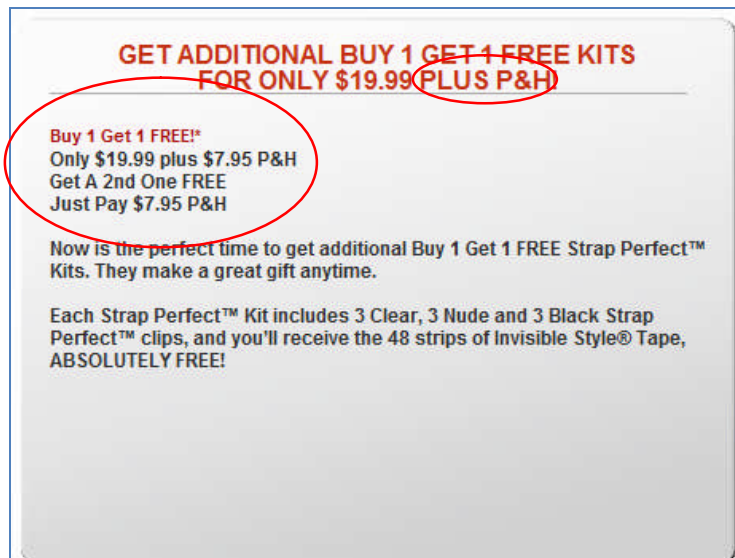 GET ADDITIONAL BUY 1 GET 1 FREE KITS
FOR ONLY $19.99 PLUS P&H!
Buy 1 Get 1 FREE!*
Only $19.99 plus $7.95 P&H
Get A 2nd One FREE
Just Pay $7.95 P&H
Now is the perfect time to get additional Buy 1 Get 1 FREE Strap Perfect™
Kits. They make a great gift anytime.
Each Strap Perfect™ Kit includes 3 Clear, 3 Nude and 3 Black Strap
Perfect™ clips, and you'll receive the 48 strips of Invisible Style® Tape,
ABSOLUTELY FREE!